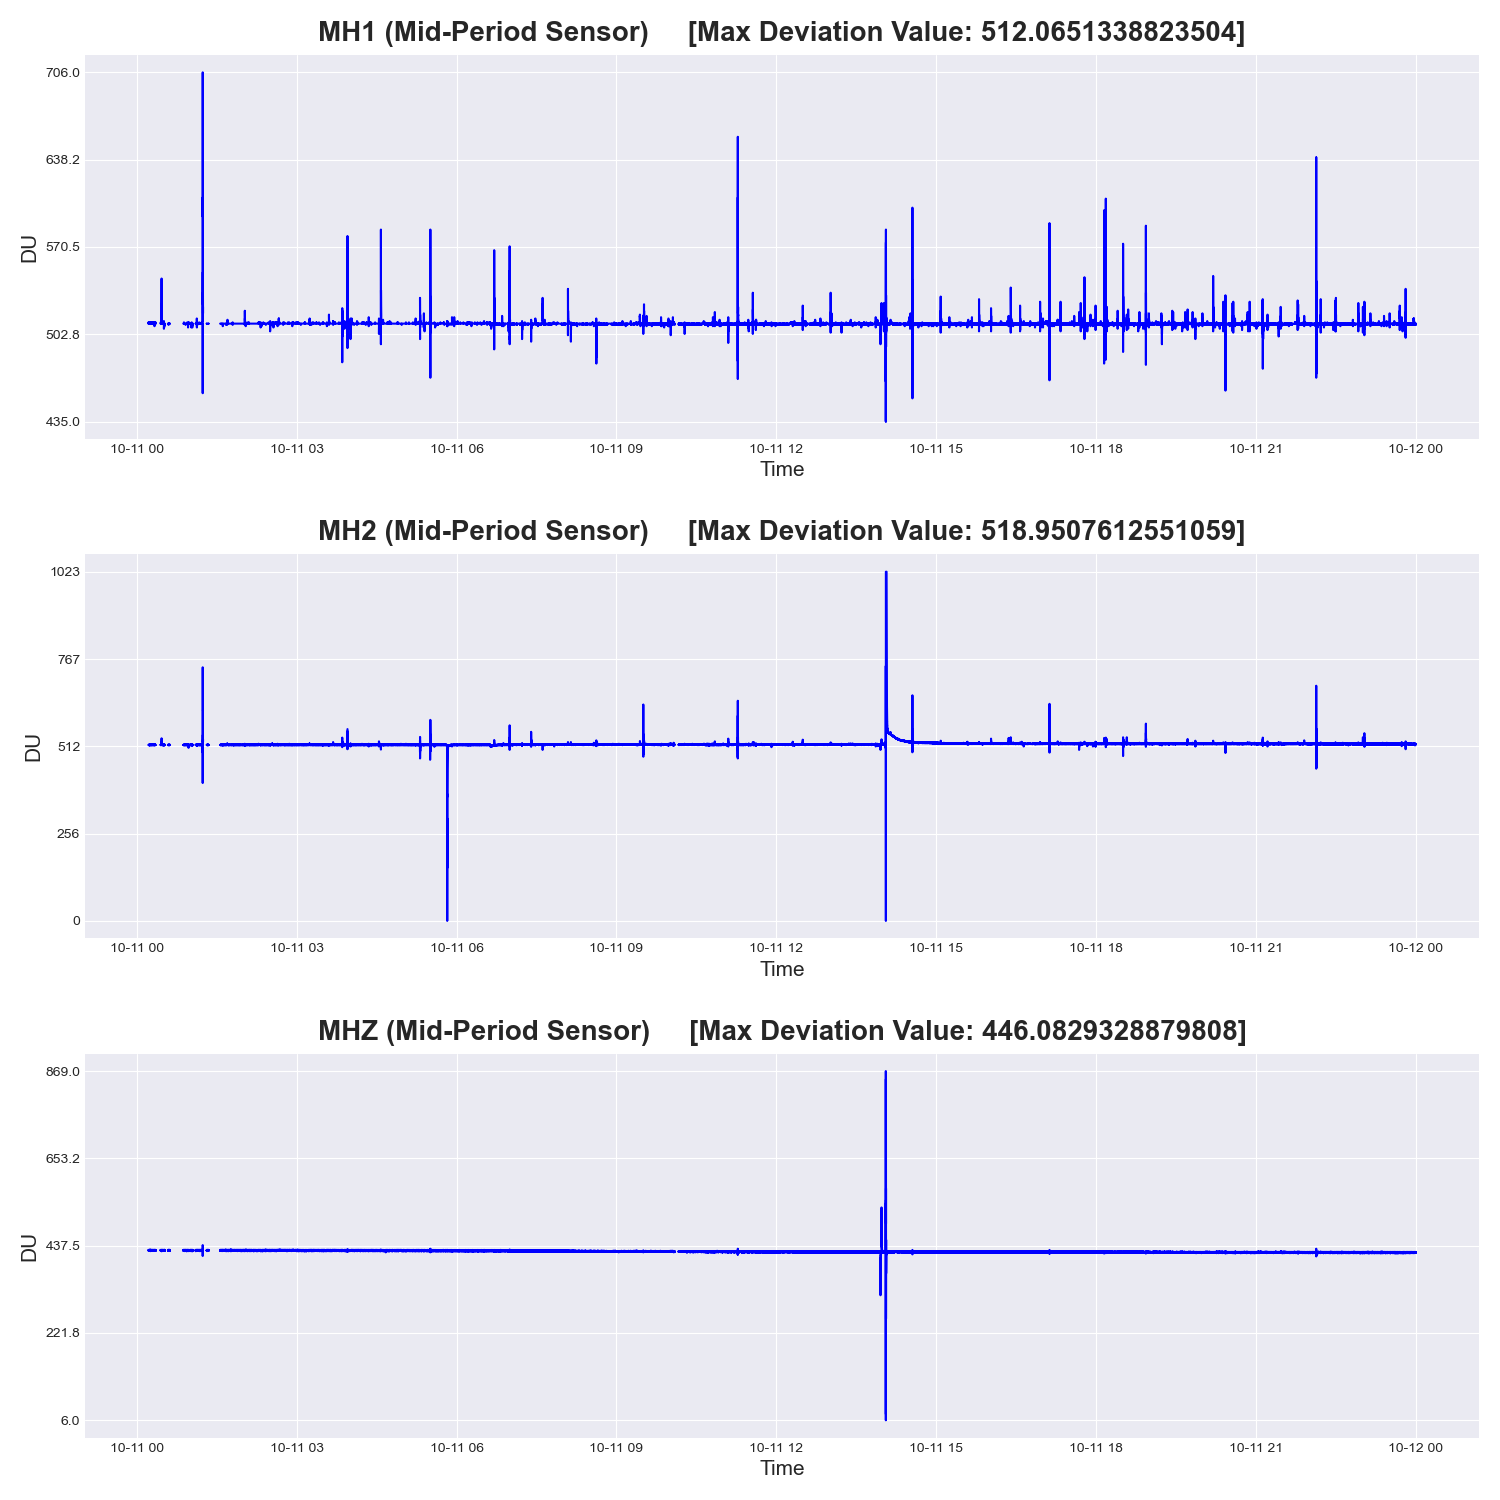 MH1 (Mid-Period Sensor) [Max Deviation Value: 512.0651338823504]
706.0
638.2
570.5
502.8
435.0
DU
10-11 00 10-11 03 10-11 06 10-11 09 10-11 12 10-11 15 10-11 18 10-11 21 10-12 00
Time
MH2 (Mid-Period Sensor) [Max Deviation Value: 518.9507612551059]
1023
767
512
256
0
DU
10-11 00 10-11 03 10-11 06 10-11 09 10-11 12 10-11 15 10-11 18 10-11 21 10-12 00
Time
MHZ (Mid-Period Sensor) [Max Deviation Value: 446.0829328879808]
869.0
653.2
437.5
221.8
6.0
DU
10-11 00 10-11 03 10-11 06 10-11 09 10-11 12 10-11 15 10-11 18 10-11 21 10-12 00
Time